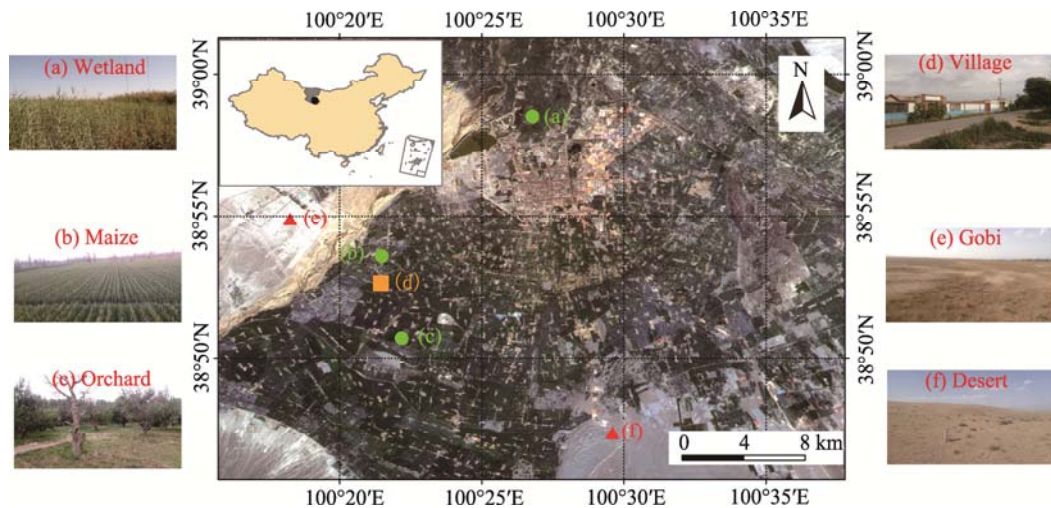 100°20′E 100°25′E 100°30′E 100°35′E
(a) Wetland
(b) Maize
(c) Orchard
39°00′N
38°55′N
38°50′N
N
(a)
(e)
(b)
(d)
(c)
(f)
0 4 8 km
39°00′N
38°55′N
38°50′N
(d) Village
(e) Gobi
(f) Desert
100°20′E 100°25′E 100°30′E 100°35′E